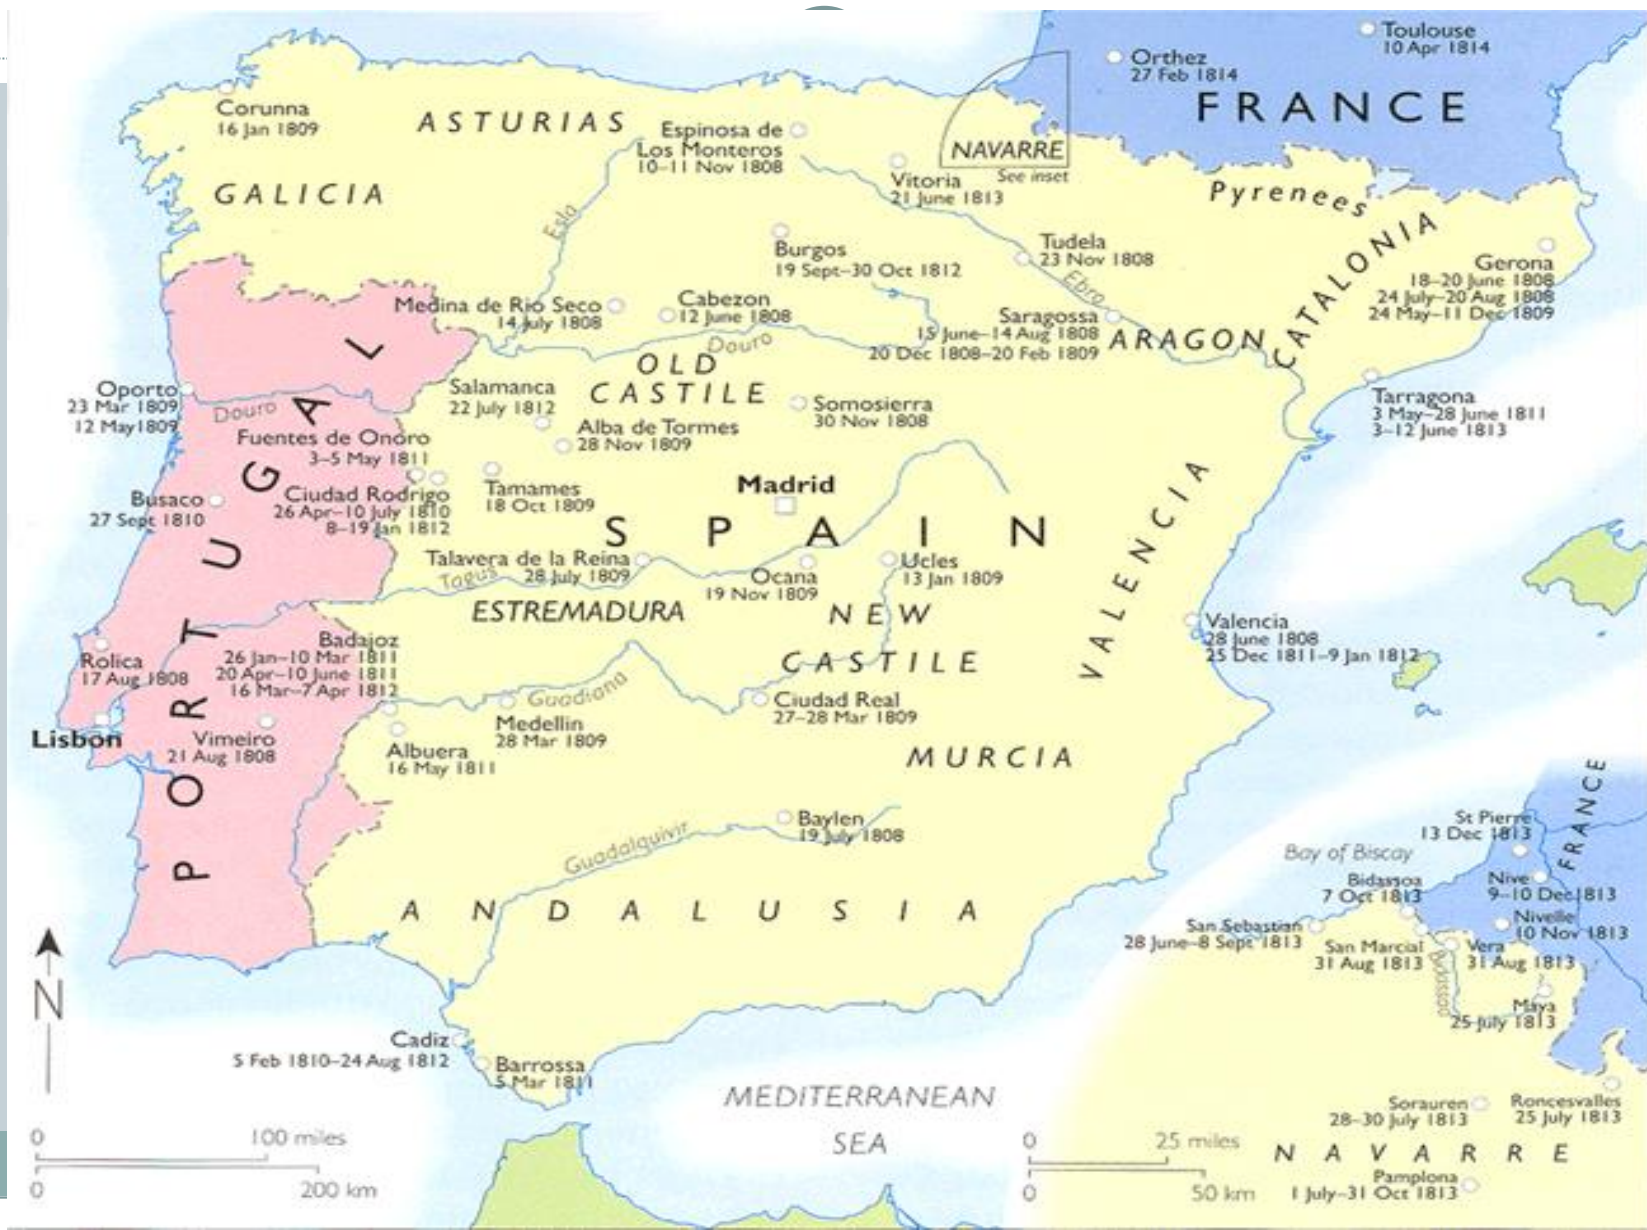 Toulouse
10 Apr 1814
Orthez
27 Feb 1814
FRANCE
Corunna
16 Jan 1809
ASTURIAS
Espinosa de
Los Monteros
10–11 Nov 1808
NAVARRE
See inset
Vitoria
21 June 1813
GALICIA
Pyrenees
Esla
Burgos
19 Sept–30 Oct 1812
Tudela
23 Nov 1808
Ebro
CATALONIA
Gerona
18–20 June 1808
24 July–20 Aug 1808
24 May–11 Dec 1809
Medina de Rio Seco
14 July 1808
Cabezon
12 June 1808
Saragossa
15 June–14 Aug 1808
20 Dec 1808–20 Feb 1809
ARAGON
Douro
OLD
CASTILE
Oporto
23 Mar 1809
12 May 1809
Douro
Salamanca
22 July 1812
Somosierra
30 Nov 1808
Tarragona
3 May–28 June 1811
3–12 June 1813
Alba de Tormes
28 Nov 1809
Fuentes de Onoro
3–5 May 1811
Ciudad Rodrigo
26 Apr–10 July 1810
8–19 Jan 1812
Tamames
18 Oct 1809
Madrid
Busaco
27 Sept 1810
SPAIN
PORTUGAL
VALENCIA
Talavera de la Reina
28 July 1809
Tagus
Ocana
19 Nov 1809
Ucles
13 Jan 1809
ESTREMADURA
NEW
CASTILE
Valencia
28 June 1808
25 Dec 1811–9 Jan 1812
Rolica
17 Aug 1808
Badajoz
26 Jan–10 Mar 1811
20 Apr–10 June 1811
16 Mar–7 Apr 1812
Guadiana
Ciudad Real
27–28 Mar 1809
Medellin
28 Mar 1809
Lisbon
Vimeiro
21 Aug 1808
Albuera
16 May 1811
MURCIA
Baylen
19 July 1808
Guadalquivir
ANDALUSIA
N
Cadiz
5 Feb 1810–24 Aug 1812
Barrossa
5 Mar 1811
MEDITERRANEAN
SEA
0 100 miles
0 200 km
FRANCE
St Pierre
13 Dec 1813
Bay of Biscay
Bidassoa
7 Oct 1813
Nive
9–10 Dec 1813
Nivelle
10 Nov 1813
San Sebastian
28 June–8 Sept 1813
San Marcial
31 Aug 1813
Vera
31 Aug 1813
Maya
25 July 1813
Sorauren
28–30 July 1813
Roncesvalles
25 July 1813
NAVARRE
Pamplona
1 July–31 Oct 1813
0 25 miles
0 50 km